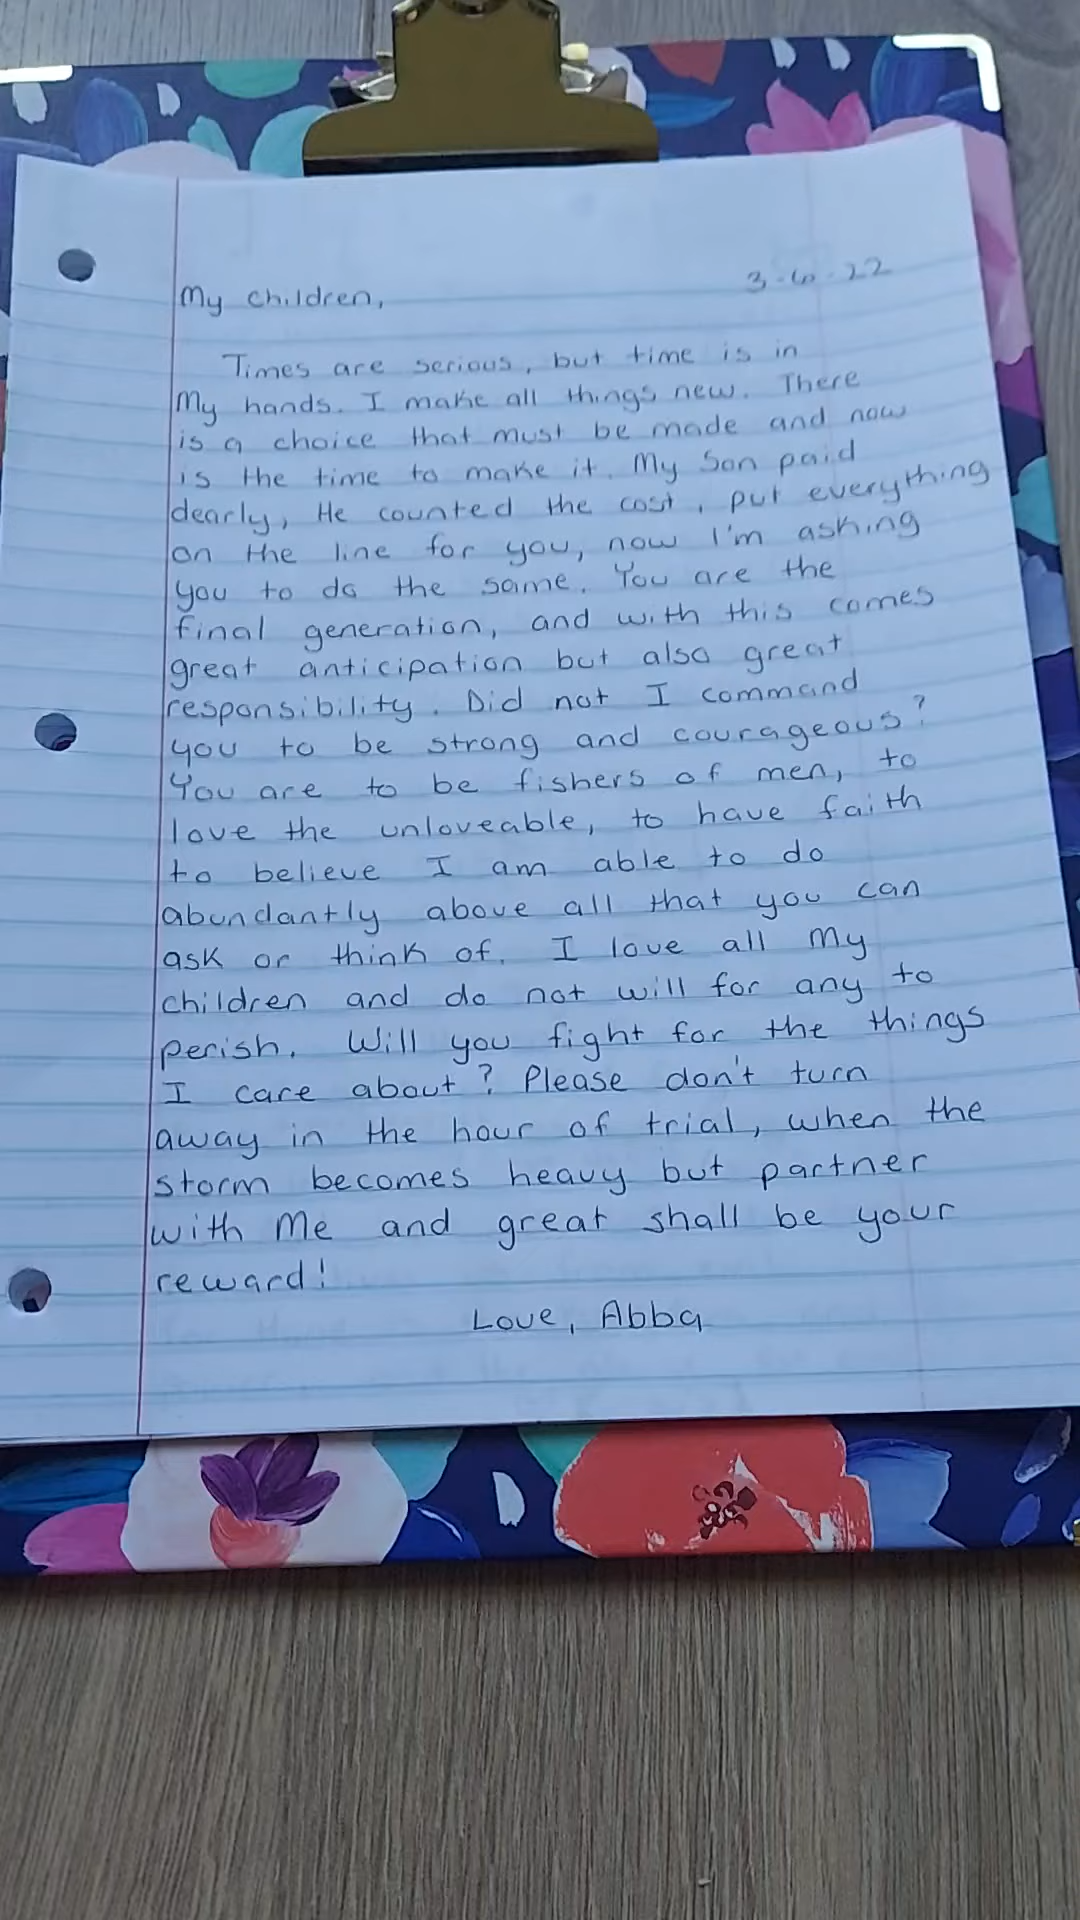 3-6-22
My children,
Times are serious, but time is in
My hands. I make all things new. There
is a choice that must be made and now
is the time to make it. My Son paid
dearly, He counted the cost, put everything
on the line for you, now I'm asking
you to do the same. You are the
final generation, and with this comes
great anticipation but also great
responsibility. Did not I command
you to be strong and courageous?
You are to be fishers of men, to
love the unloveable, to have faith
to believe I am able to do
abundantly above all that you can
ask or think of. I love all My
children and do not will for any to
perish. Will you fight for the things
I care about? Please don't turn
away in the hour of trial, when the
storm becomes heavy but partner
with Me and great shall be your
reward!
Love, Abba